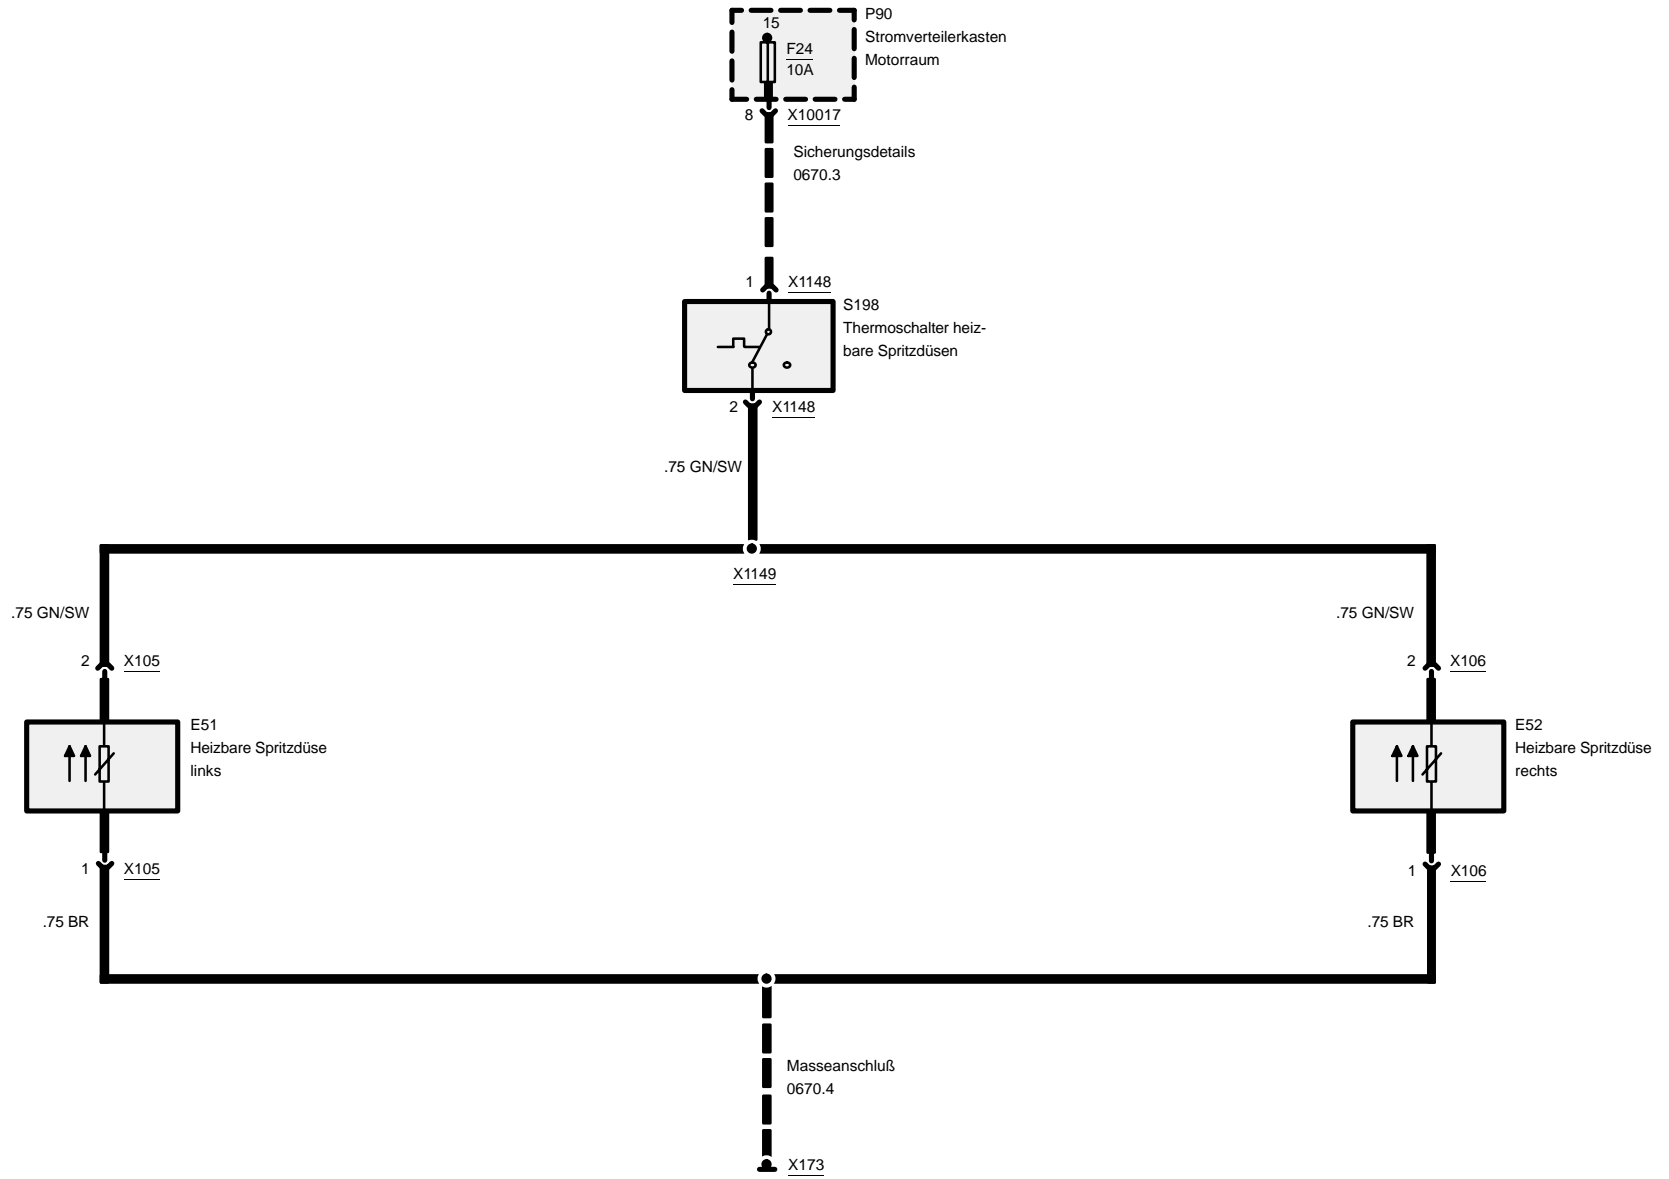 P90
15
Stromverteilerkasten
F24
Motorraum
10A
8 X10017
Sicherungsdetails
0670.3
1 X1148
S198
Thermoschalter heiz-
bare Spritzdüsen
2 X1148
.75 GN/SW
X1149
.75 GN/SW
.75 GN/SW
2 X105
2 X106
E51
Heizbare Spritzdüse
links
E52
Heizbare Spritzdüse
rechts
1 X105
1 X106
.75 BR
.75 BR
Masseanschluß
0670.4
X173